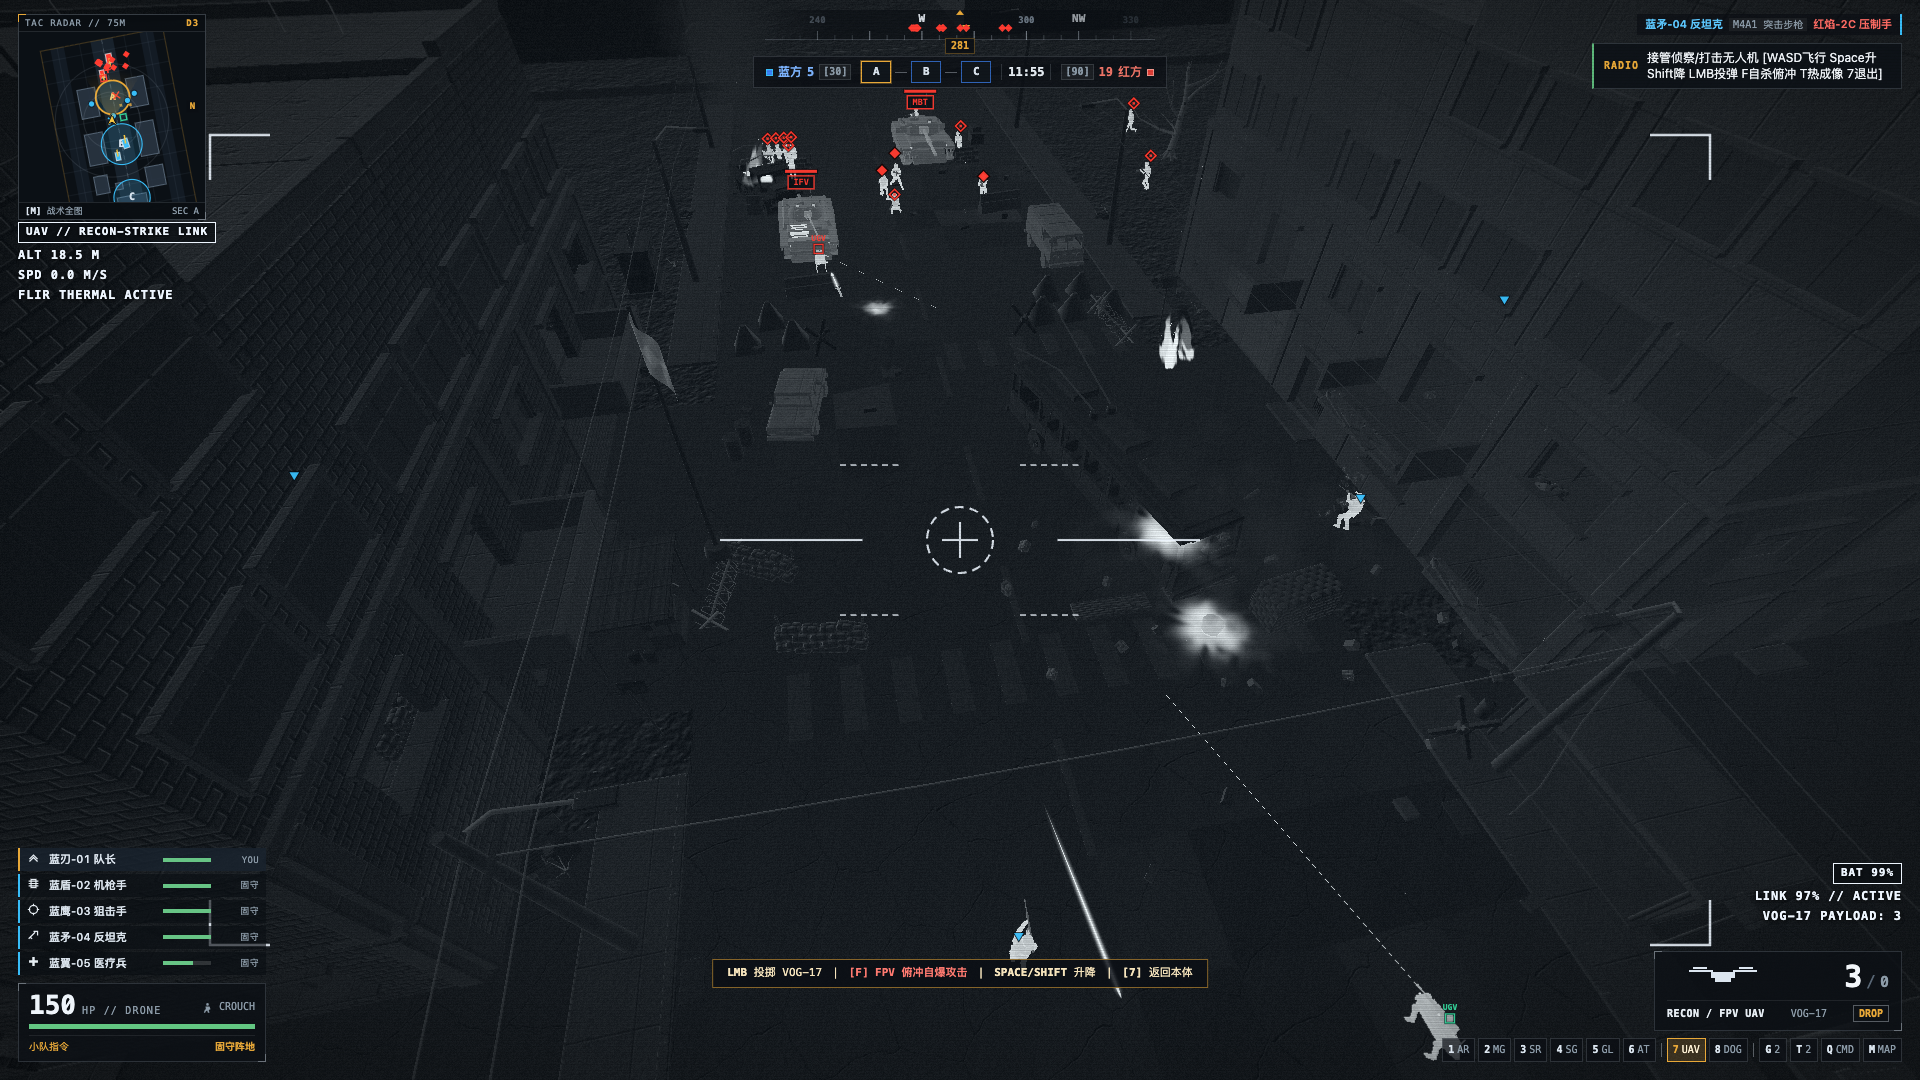 TAC RADAR // 75M D3
A
N
C
[M] 战术全图 SEC A
UAV // RECON-STRIKE LINK
ALT 18.5 M
SPD 0.0 M/S
FLIR THERMAL ACTIVE
240 W 300 NW 330
281
蓝方 5 [30] A B C 11:55 [90] 19 红方
MBT
IFV
蓝矛-04 反坦克 M4A1 突击步枪 红焰-2C 压制手
RADIO 接管侦察/打击无人机 [WASD飞行 Space升
Shift降 LMB投弹 F自杀俯冲 T热成像 7退出]
蓝刃-01 队长 YOU
蓝盾-02 机枪手 固守
蓝鹰-03 狙击手 固守
蓝矛-04 反坦克 固守
蓝翼-05 医疗兵 固守
150 HP // DRONE CROUCH
小队指令 固守阵地
LMB 投掷 VOG-17 | [F] FPV 俯冲自爆攻击 | SPACE/SHIFT 升降 | [7] 返回本体
BAT 99%
LINK 97% // ACTIVE
VOG-17 PAYLOAD: 3
3 / 0
RECON / FPV UAV VOG-17 DROP
UGV
1 AR 2 MG 3 SR 4 SG 5 GL 6 AT 7 UAV 8 DOG G 2 T 2 Q CMD M MAP